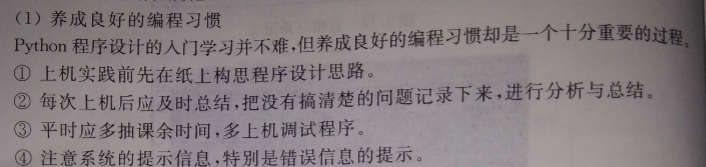 (1) 养成良好的编程习惯
Python 程序设计的入门学习并不难,但养成良好的编程习惯却是一个十分重要的过程。
① 上机实践前先在纸上构思程序设计思路。
② 每次上机后应及时总结,把没有搞清楚的问题记录下来,进行分析与总结。
③ 平时应多抽课余时间,多上机调试程序。
④ 注意系统的提示信息,特别是错误信息的提示。